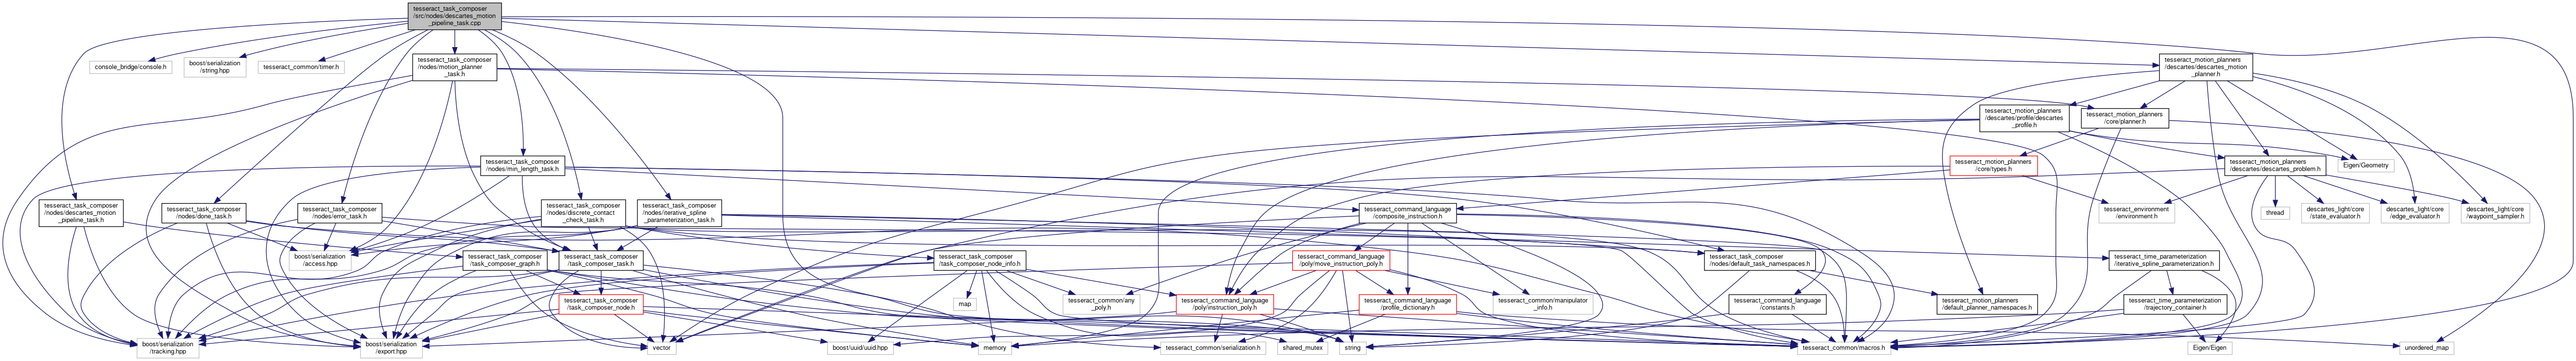 tesseract_task_composer
/src/nodes/descartes_motion
_pipeline_task.cpp
console_bridge/console.h
boost/serialization
/string.hpp
tesseract_common/timer.h
tesseract_task_composer
/nodes/motion_planner
_task.h
tesseract_motion_planners
/descartes/descartes_motion
_planner.h
tesseract_motion_planners
/descartes/profile/descartes
_profile.h
tesseract_motion_planners
/core/planner.h
tesseract_task_composer
/nodes/min_length_task.h
tesseract_motion_planners
/core/types.h
tesseract_motion_planners
/descartes/descartes_problem.h
Eigen/Geometry
tesseract_task_composer
/nodes/descartes_motion
_pipeline_task.h
tesseract_task_composer
/nodes/done_task.h
tesseract_task_composer
/nodes/error_task.h
tesseract_task_composer
/nodes/discrete_contact
_check_task.h
tesseract_task_composer
/nodes/iterative_spline
_parameterization_task.h
tesseract_command_language
/composite_instruction.h
tesseract_environment
/environment.h
thread
descartes_light/core
/state_evaluator.h
descartes_light/core
/edge_evaluator.h
descartes_light/core
/waypoint_sampler.h
boost/serialization
/access.hpp
tesseract_task_composer
/task_composer_graph.h
tesseract_task_composer
/task_composer_task.h
tesseract_task_composer
/task_composer_node_info.h
tesseract_command_language
/poly/move_instruction_poly.h
tesseract_task_composer
/nodes/default_task_namespaces.h
tesseract_time_parameterization
/iterative_spline_parameterization.h
tesseract_task_composer
/task_composer_node.h
map
tesseract_common/any
_poly.h
tesseract_command_language
/poly/instruction_poly.h
tesseract_command_language
/profile_dictionary.h
tesseract_common/manipulator
_info.h
tesseract_command_language
/constants.h
tesseract_motion_planners
/default_planner_namespaces.h
tesseract_time_parameterization
/trajectory_container.h
boost/serialization
/tracking.hpp
boost/serialization
/export.hpp
vector
boost/uuid/uuid.hpp
memory
tesseract_common/serialization.h
shared_mutex
string
tesseract_common/macros.h
Eigen/Eigen
unordered_map